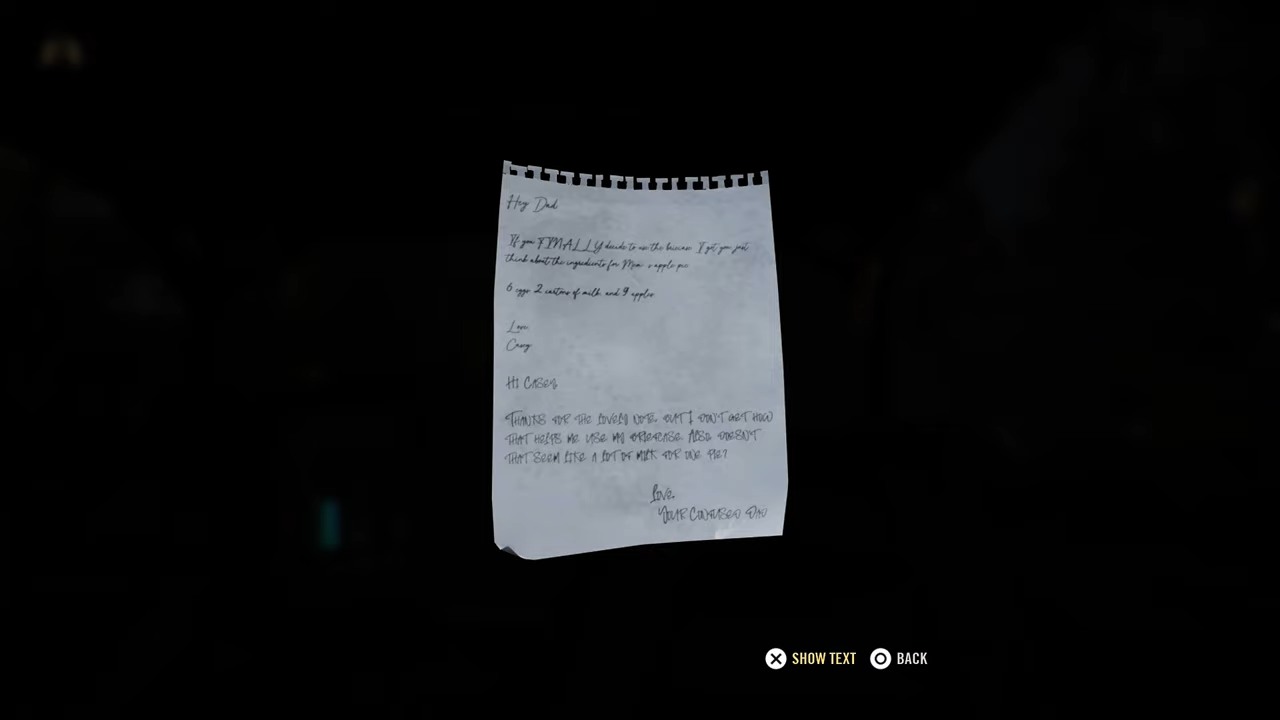 Hey Dad
If you FINALLY decide to use the briefcase I got you just
think about the ingredients for Mom s apple pie
6 eggs 2 cartons of milk and 9 apples
Love
Casey
HI CASEY,
THANKS FOR THE LOVELY NOTE, BUT I DON'T GET HOW
THAT HELPS ME USE MY BRIEFCASE. ALSO, DOESN'T
THAT SEEM LIKE A LOT OF MILK FOR ONE PIE?
LOVE,
YOUR CONFUSED DAD
SHOW TEXT
BACK